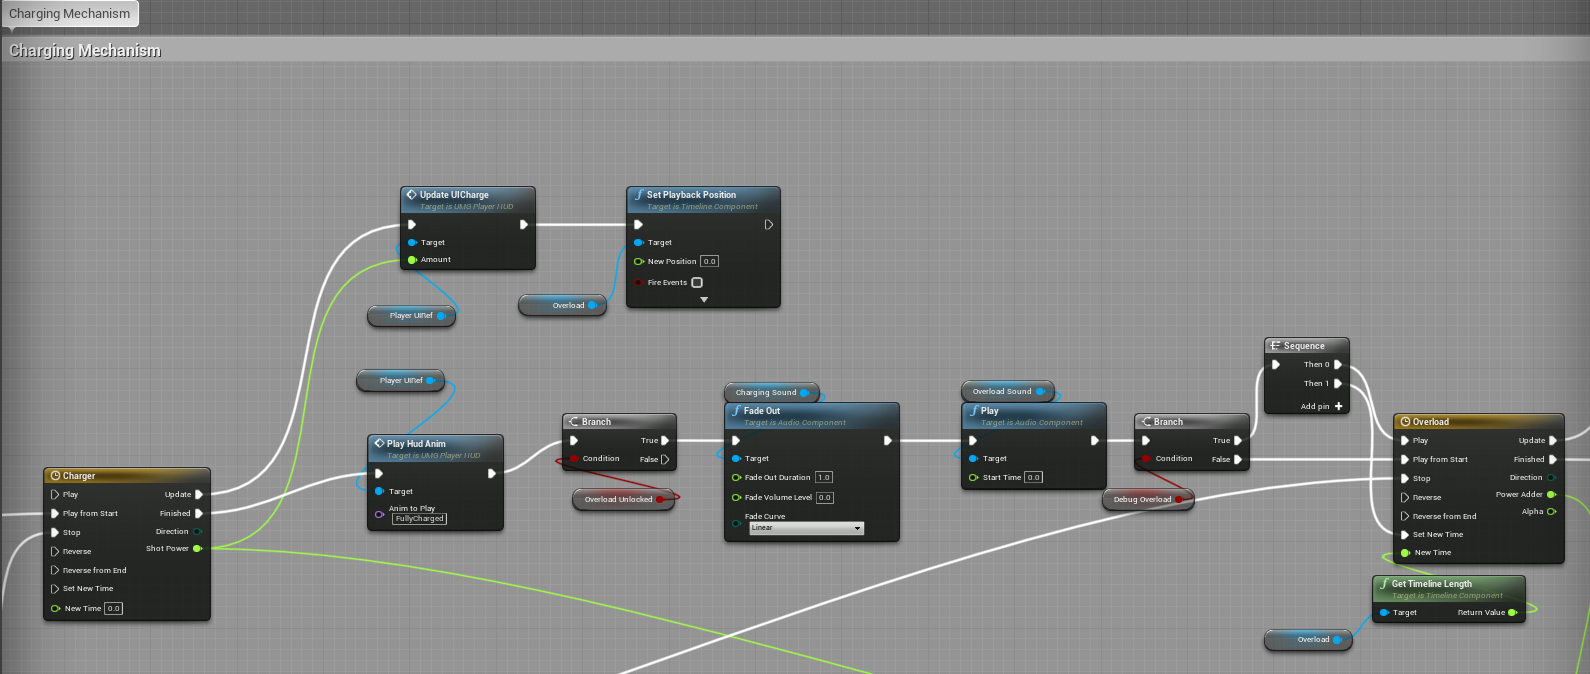 Charging Mechanism
Charging Mechanism
Update UICharge
Target is UMG Player HUD
Target
Amount
Player UIRef
Set Playback Position
Target is Timeline Component
Target
New Position 0.0
Fire Events
Overload
Player UIRef
Play Hud Anim
Target is UMG Player HUD
Target
Anim to Play
FullyCharged
Charger
Play
Update
Play from Start
Finished
Stop
Direction
Reverse
Shot Power
Reverse from End
Set New Time
New Time 0.0
Branch
True
Condition
False
Overload Unlocked
Charging Sound
Fade Out
Target is Audio Component
Target
Fade Out Duration 1.0
Fade Volume Level 0.0
Fade Curve
Linear
Overload Sound
Play
Target is Audio Component
Target
Start Time 0.0
Branch
True
Condition
False
Debug Overload
Sequence
Then 0
Then 1
Add pin
Overload
Play
Update
Play from Start
Finished
Stop
Direction
Reverse
Power Adder
Reverse from End
Alpha
Set New Time
New Time
Get Timeline Length
Target is Timeline Component
Target
Return Value
Overload